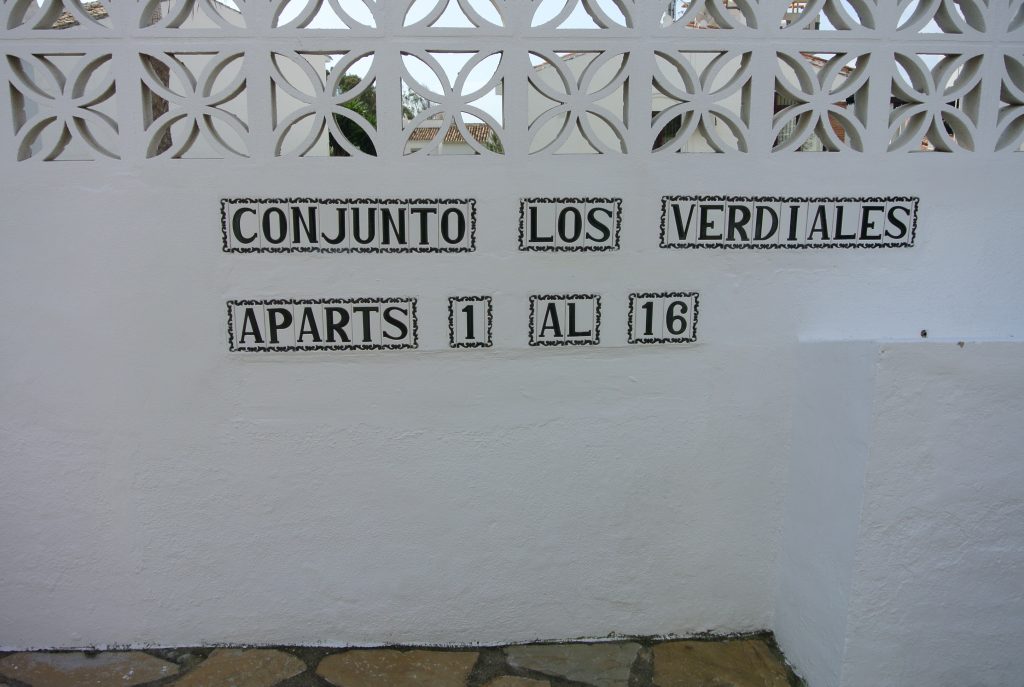 CONJUNTO LOS VERDIALES
APARTS 1 AL 16